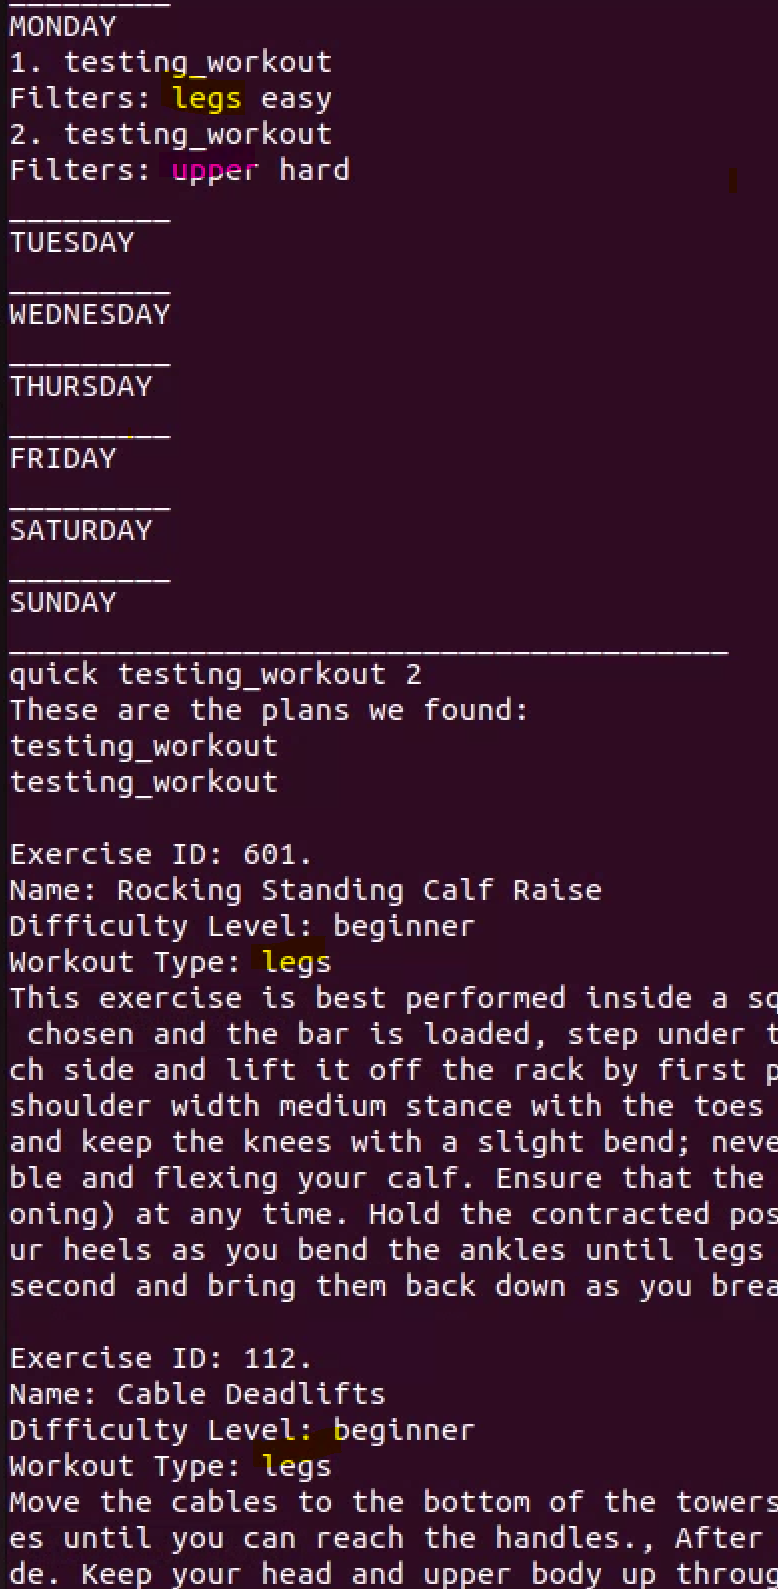 MONDAY
1. testing_workout
Filters: legs easy
2. testing_workout
Filters: upper hard
_________
TUESDAY
_________
WEDNESDAY
_________
THURSDAY
_________
FRIDAY
_________
SATURDAY
_________
SUNDAY
________________________________________
quick testing_workout 2
These are the plans we found:
testing_workout
testing_workout
Exercise ID: 601.
Name: Rocking Standing Calf Raise
Difficulty Level: beginner
Workout Type: legs
This exercise is best performed inside a sq
chosen and the bar is loaded, step under t
ch side and lift it off the rack by first p
shoulder width medium stance with the toes
and keep the knees with a slight bend; neve
ble and flexing your calf. Ensure that the
oning) at any time. Hold the contracted pos
ur heels as you bend the ankles until legs
second and bring them back down as you brea
Exercise ID: 112.
Name: Cable Deadlifts
Difficulty Level: beginner
Workout Type: legs
Move the cables to the bottom of the towers
es until you can reach the handles., After
de. Keep your head and upper body up throug